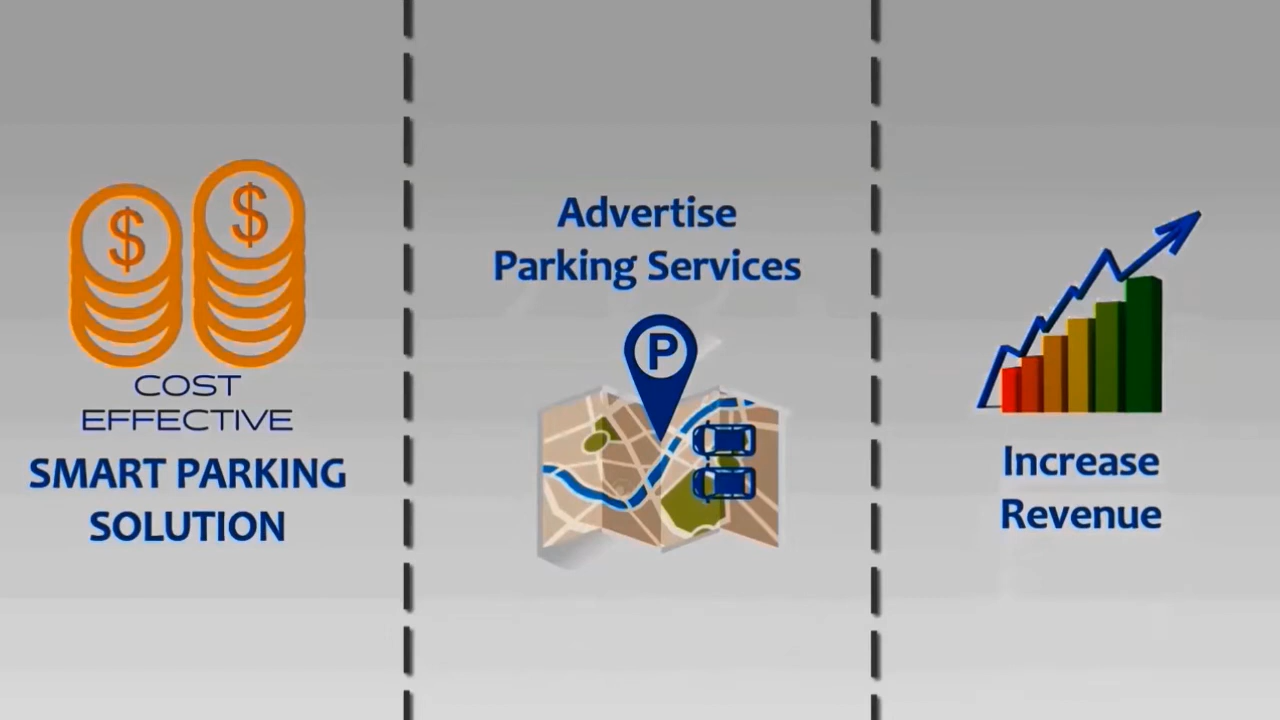 $
$
COST
EFFECTIVE
SMART PARKING
SOLUTION
Advertise
Parking Services
P
Increase
Revenue